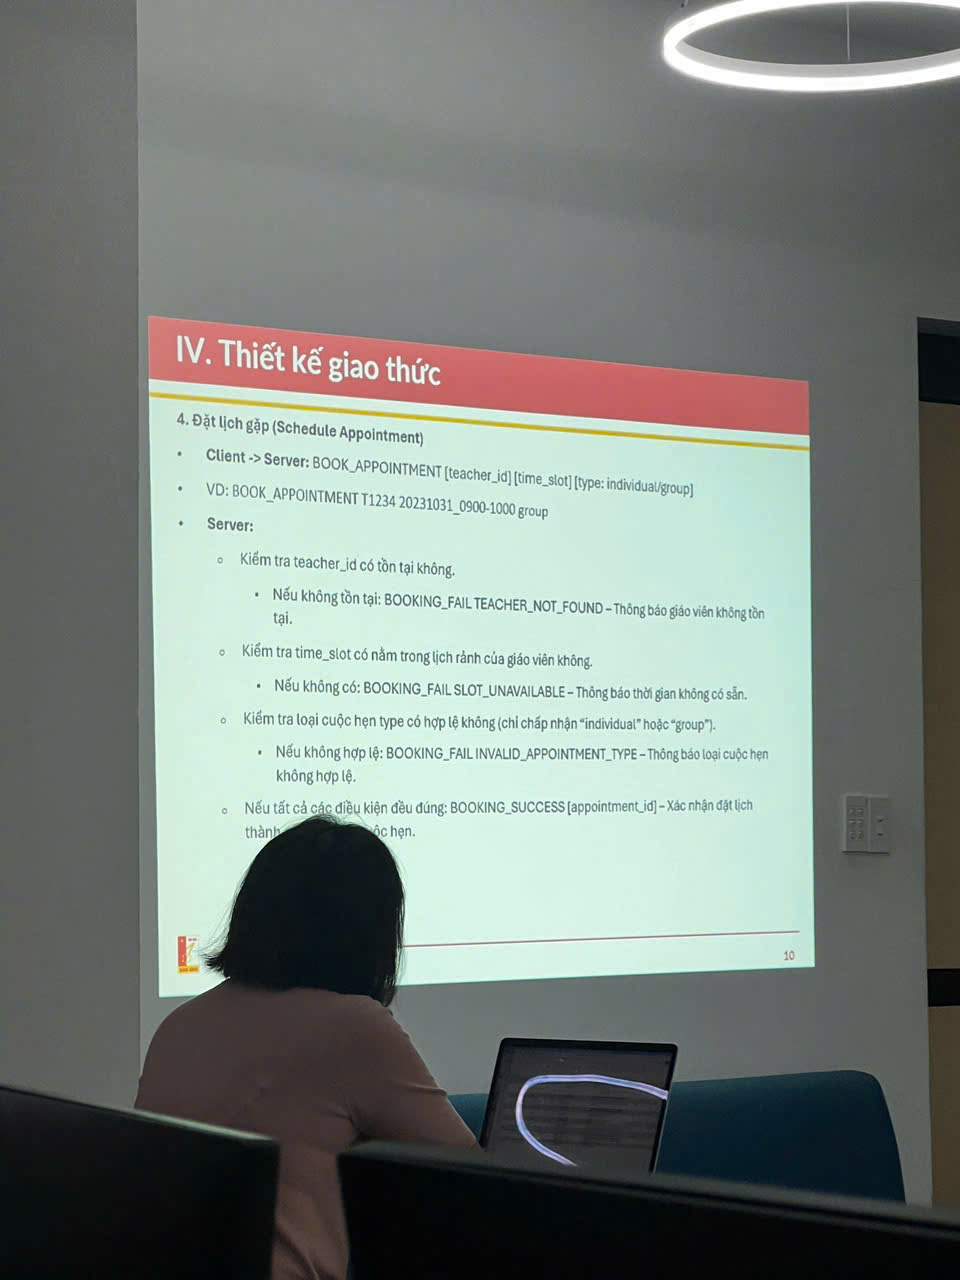 IV. Thiết kế giao thức
4. Đặt lịch gặp (Schedule Appointment)
• Client -> Server: BOOK_APPOINTMENT [teacher_id] [time_slot] [type: individual/group]
• VD: BOOK_APPOINTMENT T1234 20231031_0900-1000 group
• Server:
○ Kiểm tra teacher_id có tồn tại không.
▪ Nếu không tồn tại: BOOKING_FAIL TEACHER_NOT_FOUND – Thông báo giáo viên không tồn
tại.
○ Kiểm tra time_slot có nằm trong lịch rảnh của giáo viên không.
▪ Nếu không có: BOOKING_FAIL SLOT_UNAVAILABLE – Thông báo thời gian không có sẵn.
○ Kiểm tra loại cuộc hẹn type có hợp lệ không (chỉ chấp nhận “individual” hoặc “group”).
▪ Nếu không hợp lệ: BOOKING_FAIL INVALID_APPOINTMENT_TYPE – Thông báo loại cuộc hẹn
không hợp lệ.
○ Nếu tất cả các điều kiện đều đúng: BOOKING_SUCCESS [appointment_id] – Xác nhận đặt lịch
thành hẹn.
10